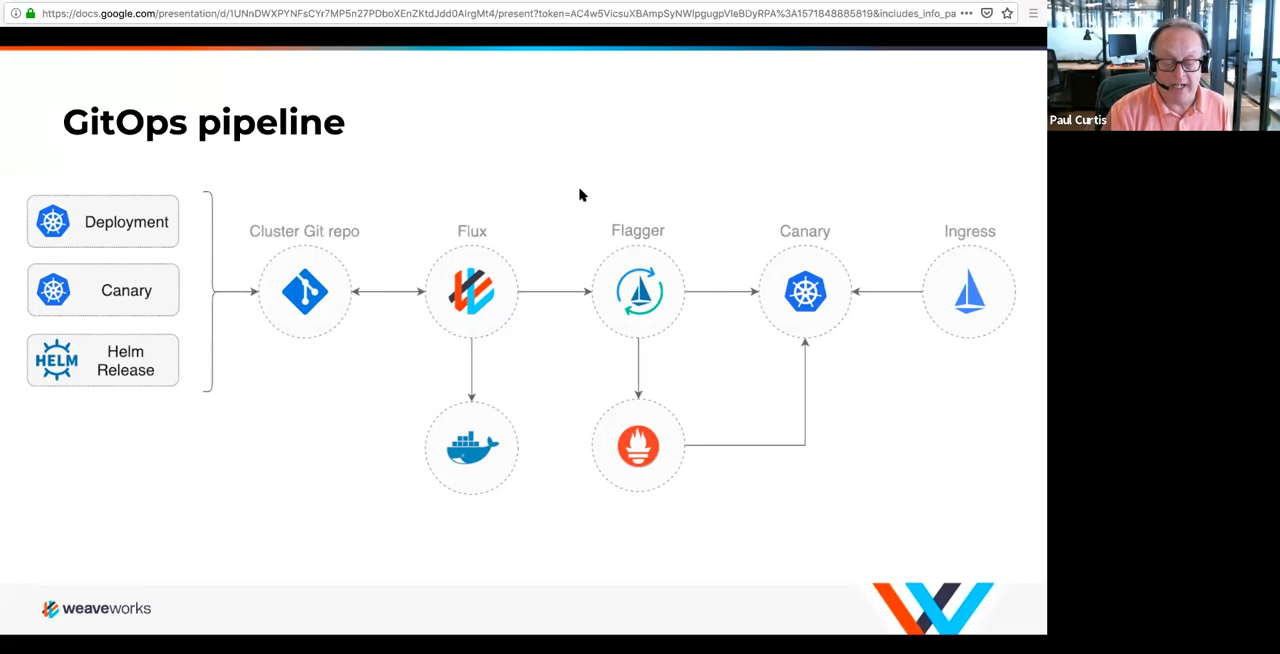 https://docs.google.com/presentation/d/1UNnDWXPYNFsCYr7MP5n27PDboXEnZKtdJdd0AIrgMt4/present?token=AC4w5VicsuXBAmpSyNWlpgugpVleBDyRPA%3A1571848885819&includes_info_pa
Paul Curtis
GitOps pipeline
Deployment
Canary
HELM
Helm
Release
Cluster Git repo
Flux
Flagger
Canary
Ingress
weaveworks